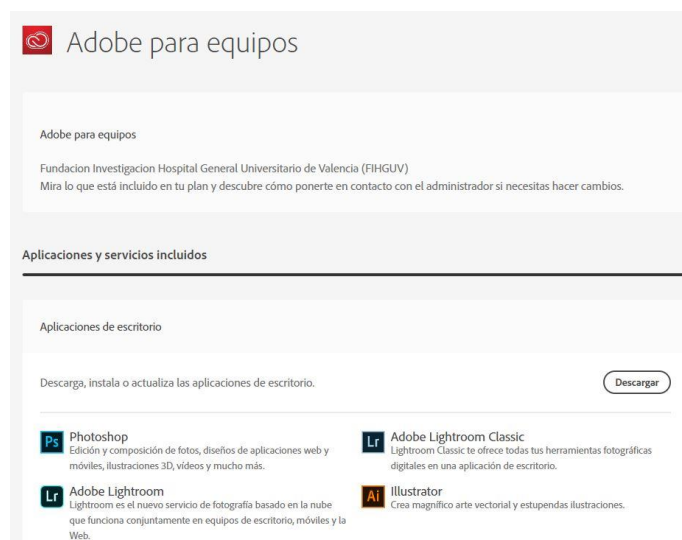 Adobe para equipos
Adobe para equipos
Fundacion Investigacion Hospital General Universitario de Valencia (FIHGUV)
Mira lo que está incluido en tu plan y descubre cómo ponerte en contacto con el administrador si necesitas hacer cambios.
Aplicaciones y servicios incluidos
Aplicaciones de escritorio
Descarga, instala o actualiza las aplicaciones de escritorio.
Descargar
Ps
Photoshop
Edición y composición de fotos, diseños de aplicaciones web y
móviles, ilustraciones 3D, vídeos y mucho más.
Lr
Adobe Lightroom Classic
Lightroom Classic te ofrece todas tus herramientas fotográficas
digitales en una aplicación de escritorio.
Lr
Adobe Lightroom
Lightroom es el nuevo servicio de fotografía basado en la nube
que funciona conjuntamente en equipos de escritorio, móviles y la
Web.
Ai
Illustrator
Crea magnífico arte vectorial y estupendas ilustraciones.